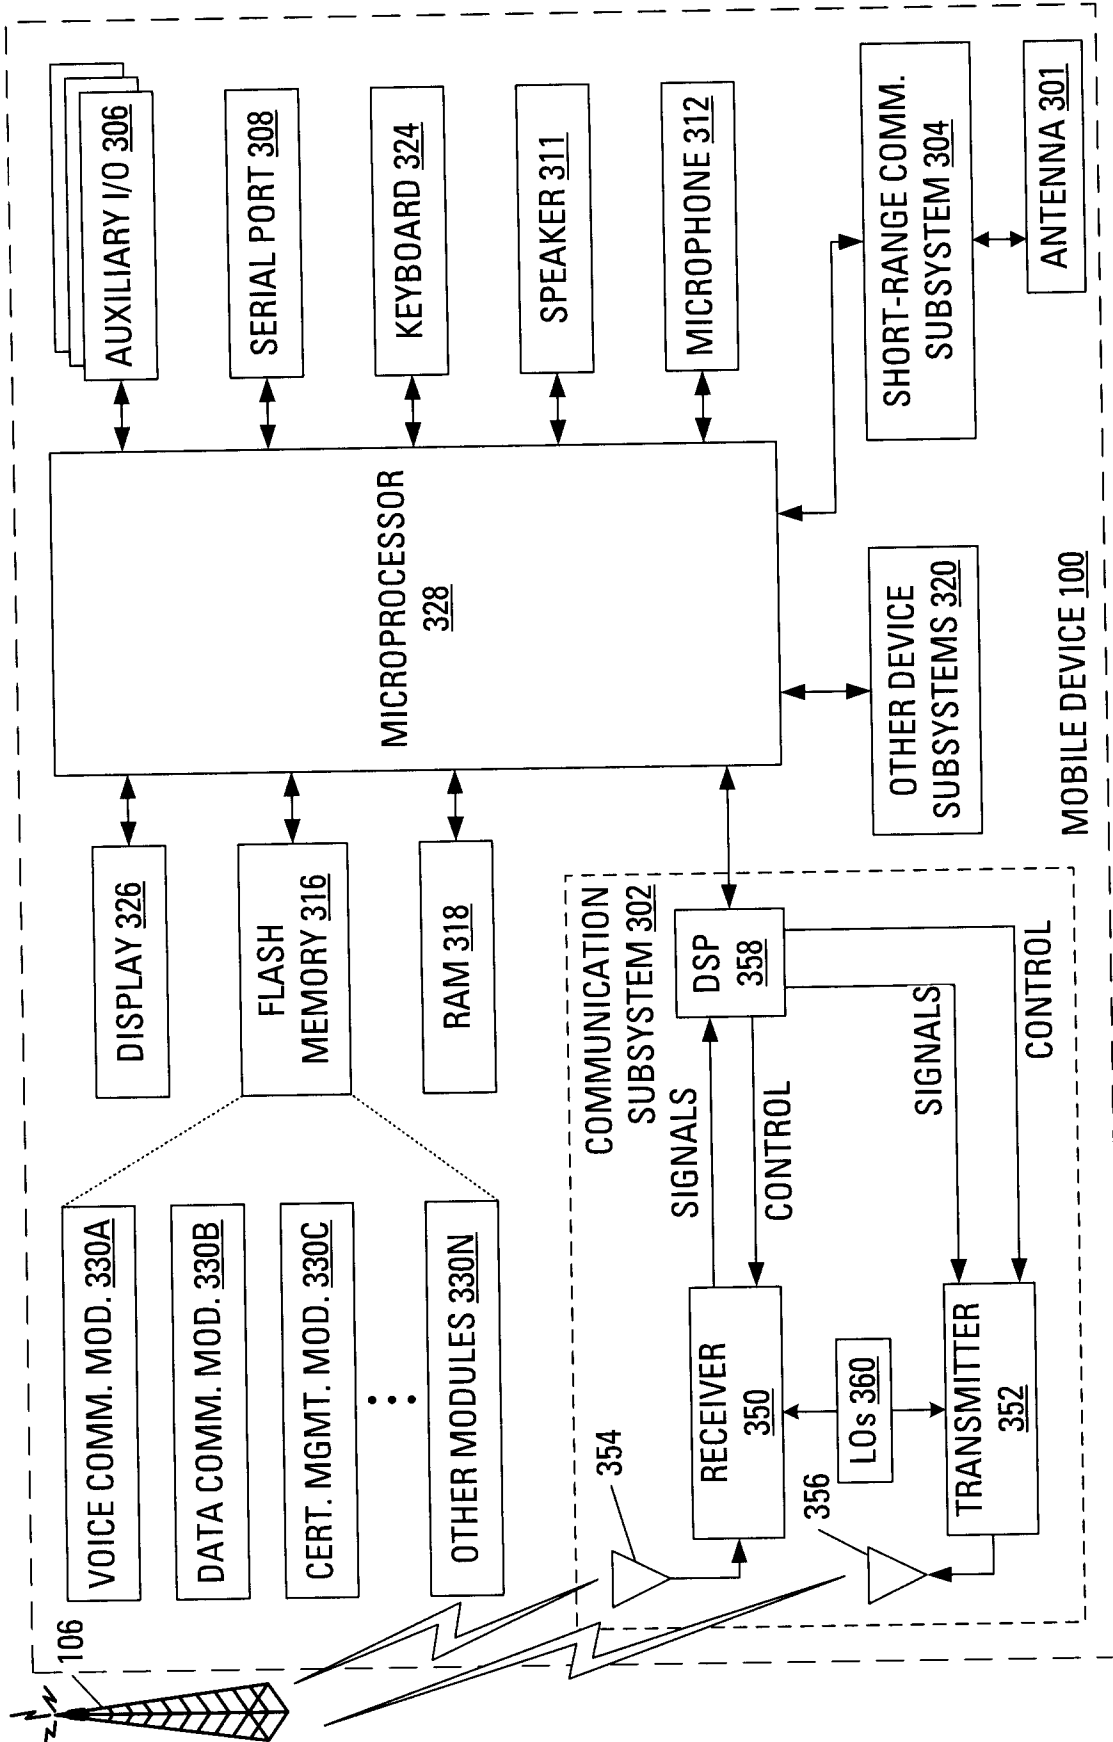 106
VOICE COMM. MOD. 330A
DATA COMM. MOD. 330B
CERT. MGMT. MOD. 330C
OTHER MODULES 330N
DISPLAY 326
FLASH
MEMORY 316
RAM 318
MICROPROCESSOR
328
AUXILIARY I/O 306
SERIAL PORT 308
KEYBOARD 324
SPEAKER 311
MICROPHONE 312
COMMUNICATION
SUBSYSTEM 302
354
RECEIVER
350
SIGNALS
CONTROL
DSP
358
356
LOs 360
TRANSMITTER
352
SIGNALS
CONTROL
OTHER DEVICE
SUBSYSTEMS 320
SHORT-RANGE COMM.
SUBSYSTEM 304
ANTENNA 301
MOBILE DEVICE 100